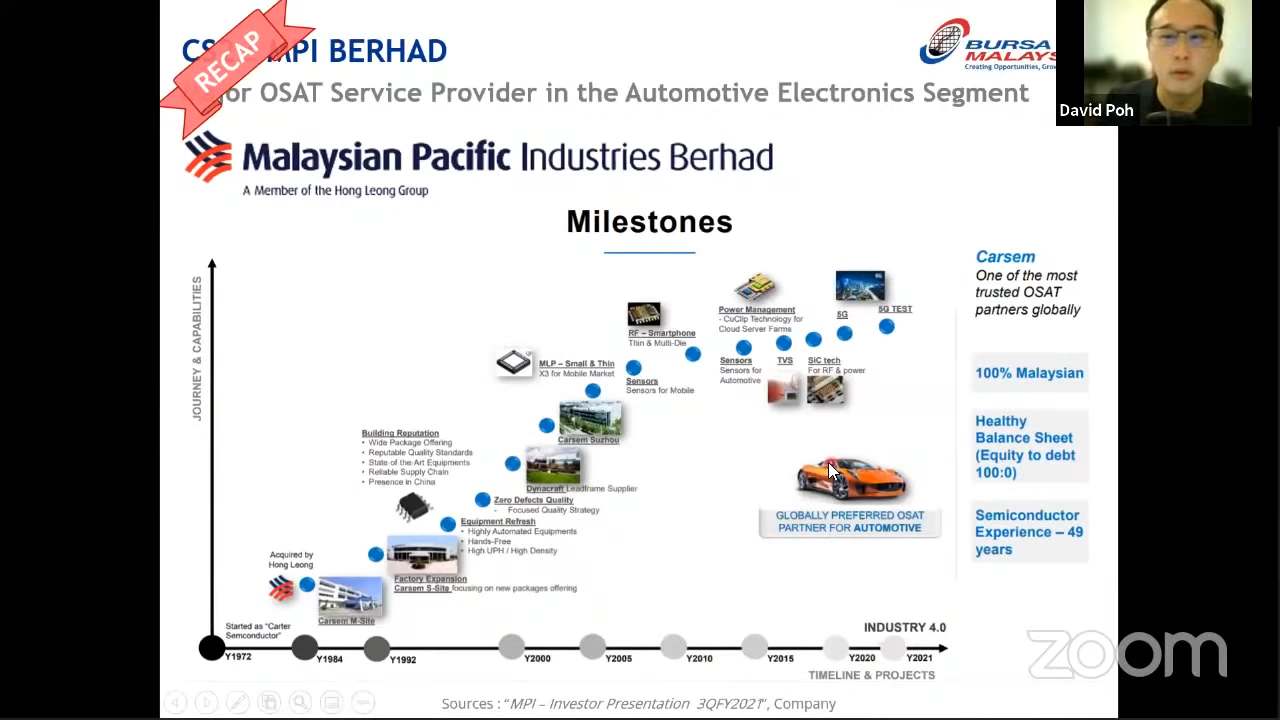 RECAP
MPI BERHAD
OSAT Service Provider in the Automotive Electronics Segment
BURSA
MALAYS
Creating Opportunities, Grow
David Poh
Malaysian Pacific Industries Berhad
A Member of the Hong Leong Group
Milestones
JOURNEY & CAPABILITIES
Carsem
One of the most
trusted OSAT
partners globally
100% Malaysian
Healthy
Balance Sheet
(Equity to debt
100:0)
Semiconductor
Experience – 49
years
5G
5G TEST
Power Management
- CuClip Technology for
Cloud Server Farms
Sensors
Sensors for
Automotive
TVS
SiC tech
For RF & power
RF – Smartphone
Thin & Multi-Die
Sensors
Sensors for Mobile
MLP – Small & Thin
X3 for Mobile Market
Carsem Suzhou
Building Reputation
• Wide Package Offering
• Reputable Quality Standards
• State of the Art Equipments
• Reliable Supply Chain
• Presence in China
Dynacraft Leadframe Supplier
Zero Defects Quality
- Focused Quality Strategy
Equipment Refresh
• Highly Automated Equipments
• Hands-Free
• High UPH / High Density
GLOBALLY PREFERRED OSAT
PARTNER FOR AUTOMOTIVE
Acquired by
Hong Leong
Factory Expansion
Carsem S-Site focusing on new packages offering
Carsem M-Site
Started as "Carter
Semconductor"
INDUSTRY 4.0
Y1972
Y1984
Y1992
Y2000
Y2005
Y2010
Y2015
Y2020
Y2021
TIMELINE & PROJECTS
zoom
Sources : "MPI – Investor Presentation 3QFY2021", Company